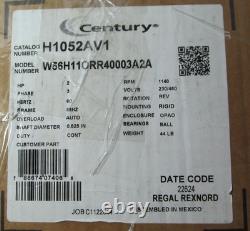 Century®
CATALOG NUMBER H1052AV1
MODEL NUMBER W56H11ORR40003A2A
HP 2 RPM 1140
PHASE 3 VOLTS 230/460
HERTZ ROTATION REV
FRAME MOUNTING RIGID
OVERLOAD AUTO ENCLOSURE OPAO
SHAFT DIAMETER 0.625 IN BEARINGS BALL
DUTY CONT WEIGHT 44 LB
CUSTOMER PART
DATE CODE
22524
REGAL REXNORD
ASSEMBLED IN MEXICO